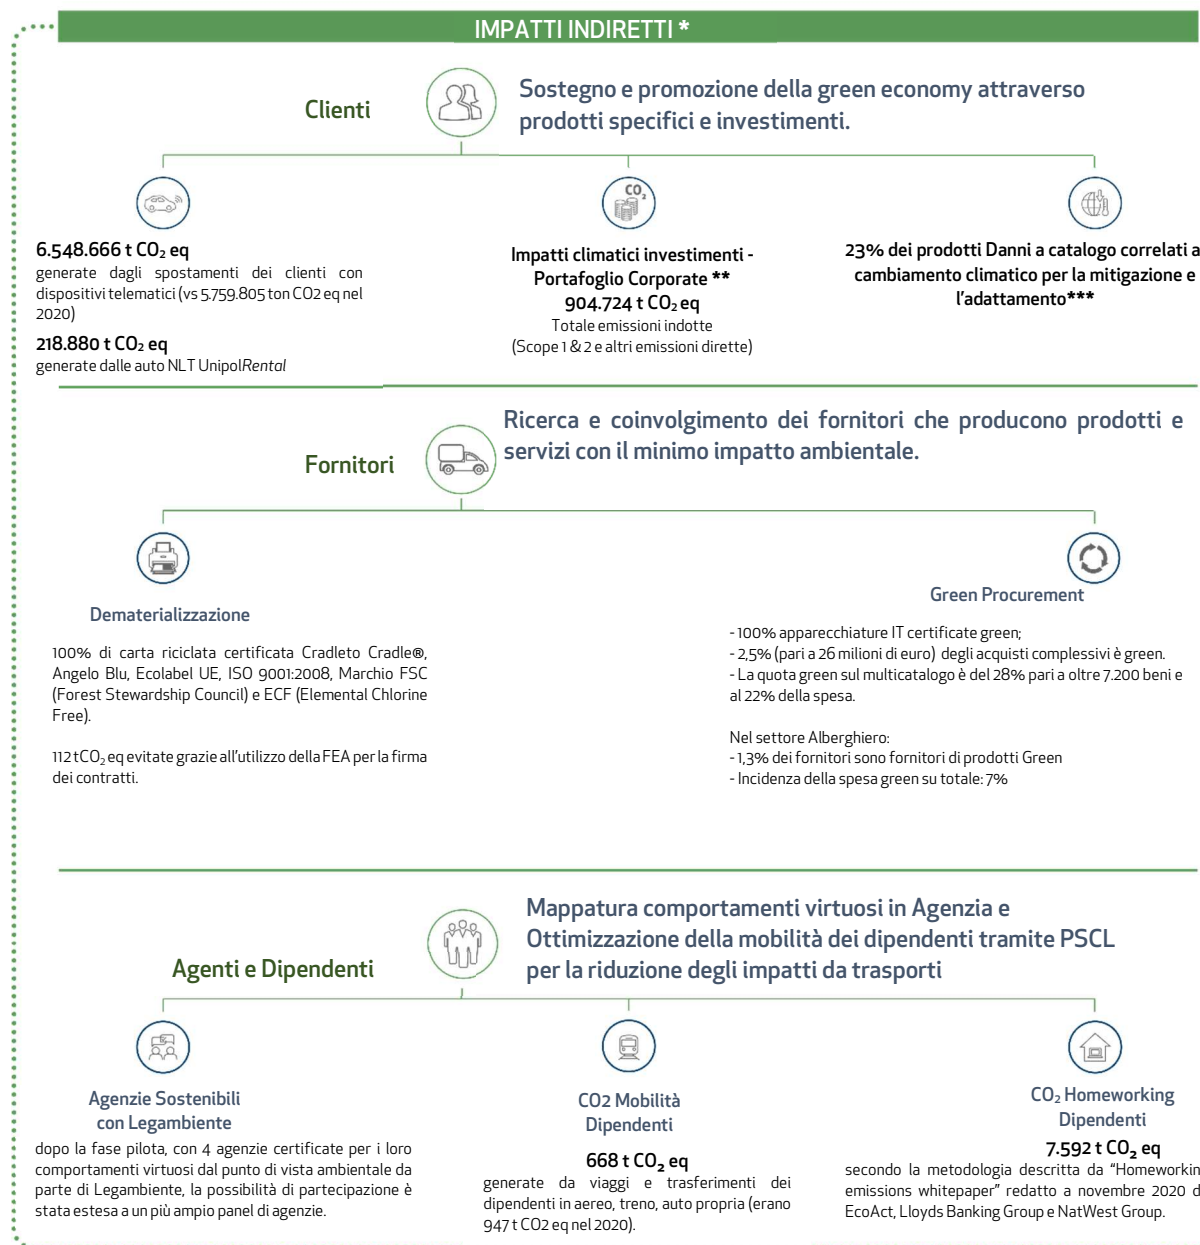 IMPATTI INDIRETTI *
Clienti
Sostegno e promozione della green economy attraverso
prodotti specifici e investimenti.
6.548.666 t CO₂ eq
generate dagli spostamenti dei clienti con
dispositivi telematici (vs 5.759.805 ton CO2 eq nel
2020)
218.880 t CO₂ eq
generate dalle auto NLT UnipolRental
CO₂
Impatti climatici investimenti -
Portafoglio Corporate **
904.724 t CO₂ eq
Totale emissioni indotte
(Scope 1 & 2 e altri emissioni dirette)
23% dei prodotti Danni a catalogo correlati a
cambiamento climatico per la mitigazione e
l'adattamento***
Fornitori
Ricerca e coinvolgimento dei fornitori che producono prodotti e
servizi con il minimo impatto ambientale.
Dematerializzazione
100% di carta riciclata certificata Cradleto Cradle®,
Angelo Blu, Ecolabel UE, ISO 9001:2008, Marchio FSC
(Forest Stewardship Council) e ECF (Elemental Chlorine
Free).
112 tCO₂ eq evitate grazie all'utilizzo della FEA per la firma
dei contratti.
Green Procurement
- 100% apparecchiature IT certificate green;
- 2,5% (pari a 26 milioni di euro) degli acquisti complessivi è green.
- La quota green sul multicatalogo è del 28% pari a oltre 7.200 beni e
al 22% della spesa.
Nel settore Alberghiero:
- 1,3% dei fornitori sono fornitori di prodotti Green
- Incidenza della spesa green su totale: 7%
Agenti e Dipendenti
Mappatura comportamenti virtuosi in Agenzia e
Ottimizzazione della mobilità dei dipendenti tramite PSCL
per la riduzione degli impatti da trasporti
Agenzie Sostenibili
con Legambiente
dopo la fase pilota, con 4 agenzie certificate per i loro
comportamenti virtuosi dal punto di vista ambientale da
parte di Legambiente, la possibilità di partecipazione è
stata estesa a un più ampio panel di agenzie.
CO2 Mobilità
Dipendenti
668 t CO₂ eq
generate da viaggi e trasferimenti dei
dipendenti in aereo, treno, auto propria (erano
947 t CO2 eq nel 2020).
CO₂ Homeworking
Dipendenti
7.592 t CO₂ eq
secondo la metodologia descritta da "Homeworkin
emissions whitepaper" redatto a novembre 2020 d
EcoAct, Lloyds Banking Group e NatWest Group.